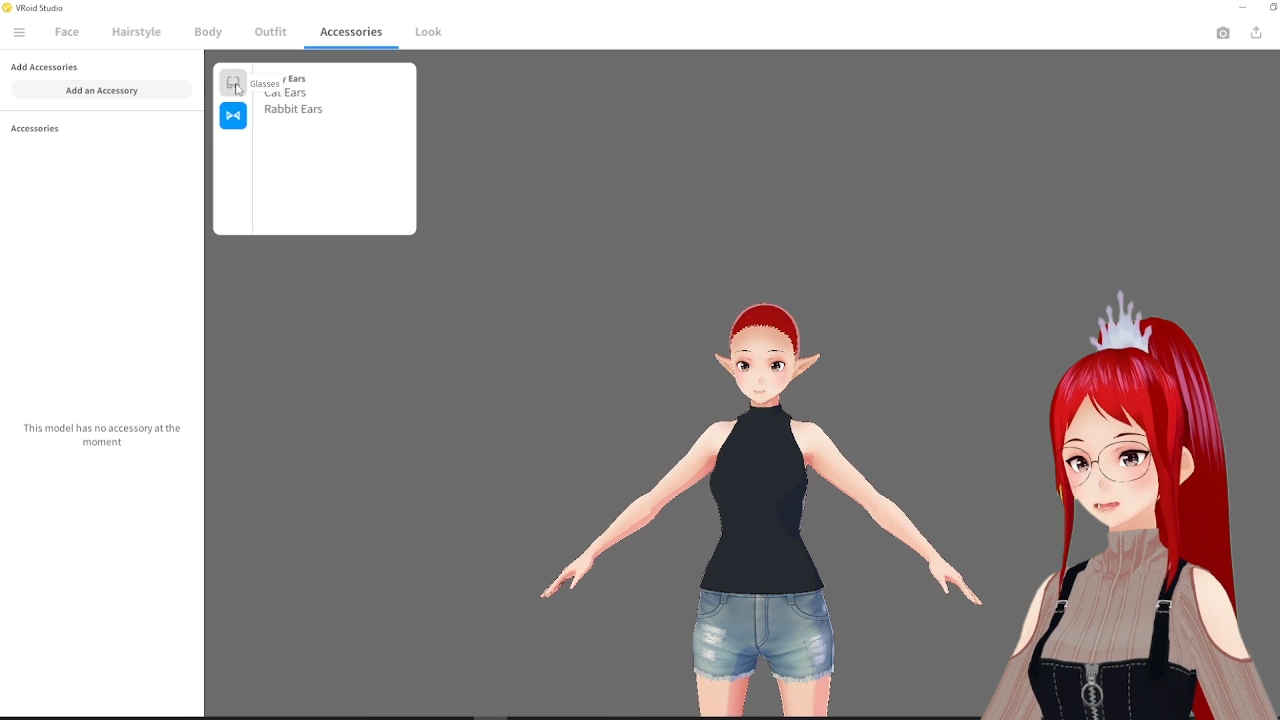 VRoid Studio
Face Hairstyle Body Outfit Accessories Look
Add Accessories
Add an Accessory
Accessories
This model has no accessory at the
moment
Glasses
y Ears
Cat Ears
Rabbit Ears